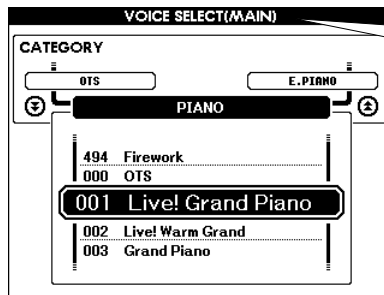 VOICE SELECT(MAIN)
CATEGORY
OTS
E.PIANO
PIANO
494 Firework
000 OTS
001 Live! Grand Piano
002 Live! Warm Grand
003 Grand Piano